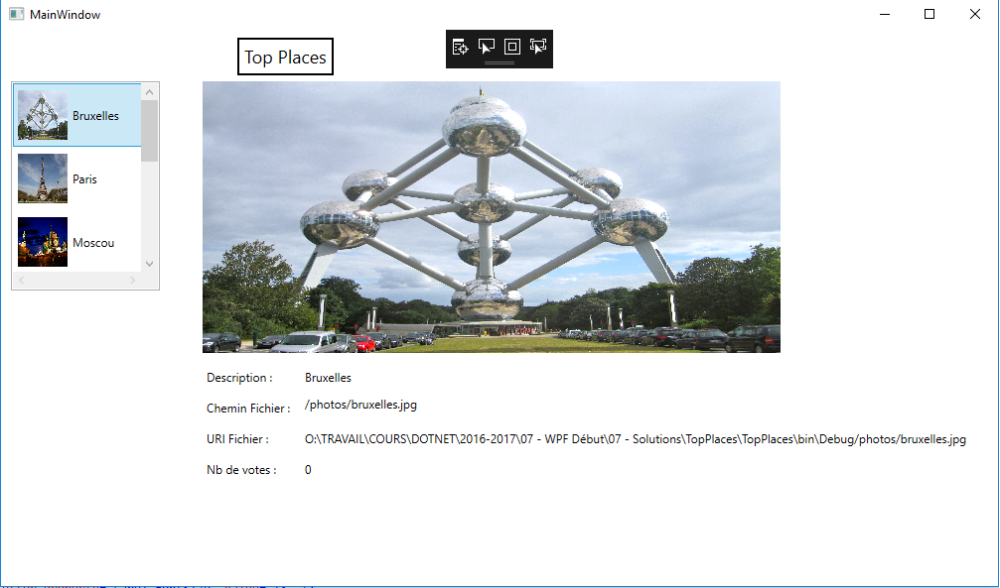 MainWindow
Top Places
Bruxelles
Paris
Moscou
Description : Bruxelles
Chemin Fichier : /photos/bruxelles.jpg
URI Fichier : O:\TRAVAIL\COURS\DOTNET\2016-2017\07 - WPF Début\07 - Solutions\TopPlaces\TopPlaces\bin\Debug/photos/bruxelles.jpg
Nb de votes : 0